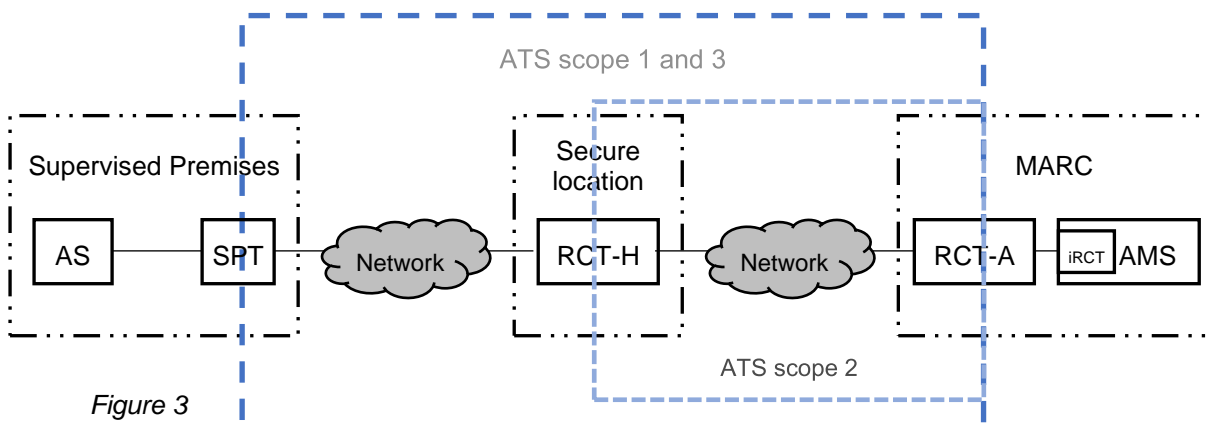 ATS scope 1 and 3
Supervised Premises
Secure
location
MARC
AS
SPT
Network
RCT-H
Network
RCT-A
iRCT
AMS
ATS scope 2
Figure 3